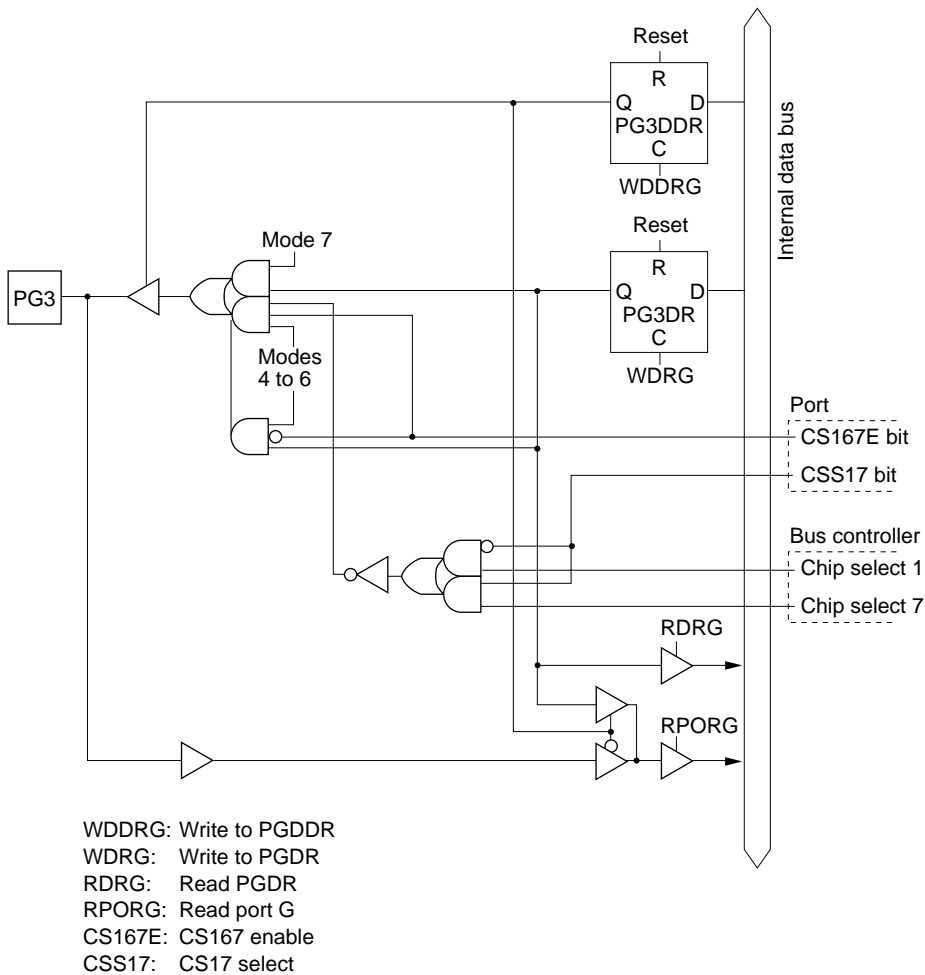 Reset
R
Q D
PG3DDR
C
WDDRG
Internal data bus
Reset
Mode 7
R
Q D
PG3DR
C
WDRG
PG3
Modes
4 to 6
Port
CS167E bit
CSS17 bit
Bus controller
Chip select 1
Chip select 7
RDRG
RPORG
WDDRG: Write to PGDDR
WDRG: Write to PGDR
RDRG: Read PGDR
RPORG: Read port G
CS167E: CS167 enable
CSS17: CS17 select